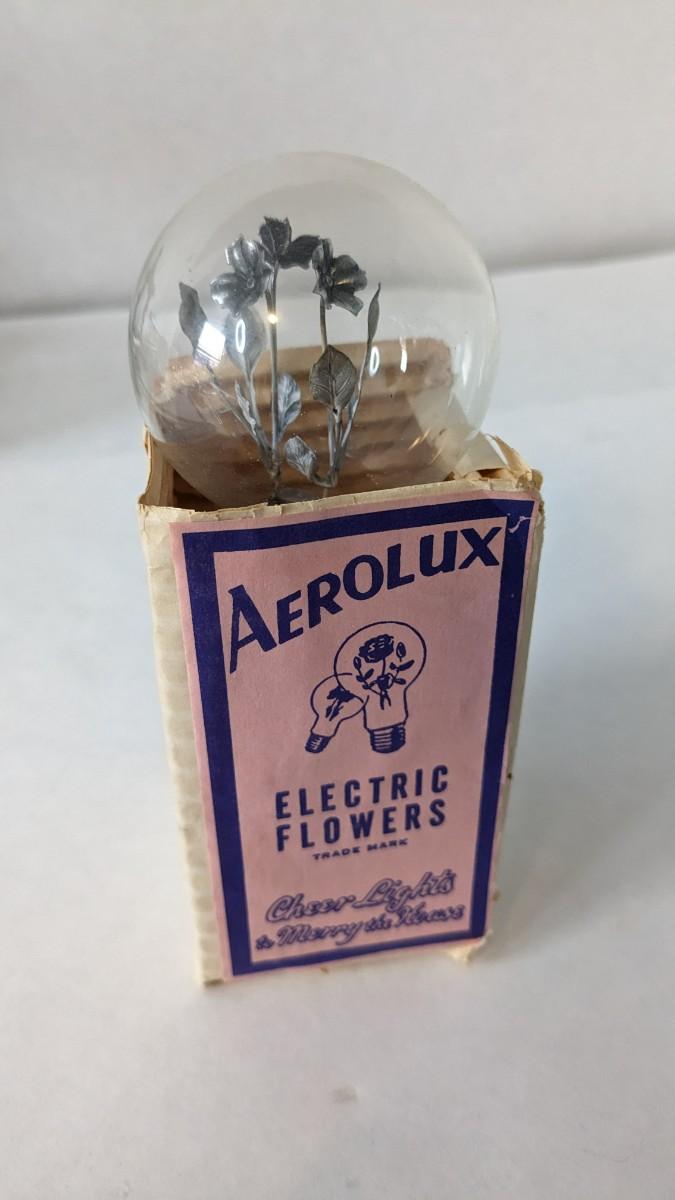 AEROLUX
ELECTRIC
FLOWERS
TRADE MARK
Cheer Lights
to Merry the House